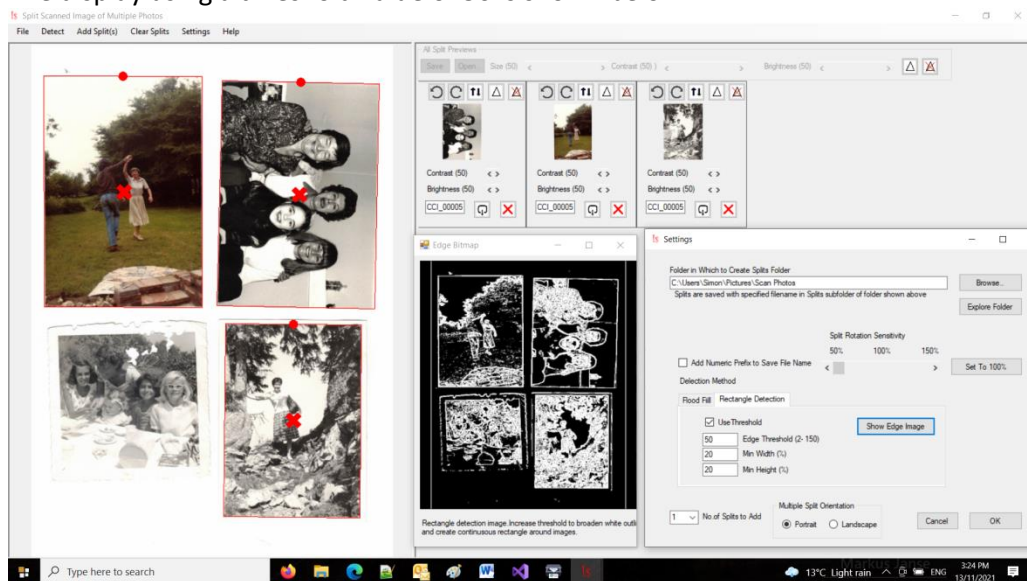 Split Scanned Image of Multiple Photos
File Detect Add Split(s) Clear Splits Settings Help
All Split Previews
Save Open Size (50) < > Contrast (50) ) < > Brightness (50) < >
Contrast (50) < >
Brightness (50) < >
CCI_00005
Contrast (50) < >
Brightness (50) < >
CCI_00005
Contrast (50) < >
Brightness (50) < >
CCI_00005
Edge Bitmap
Rectangle detection image.Increase threshold to broaden white outli
and create continuous rectangle around images.
Settings
Folder in Which to Create Splits Folder
C:\Users\Simon\Pictures\Scan Photos
Browse..
Splits are saved with specified filename in Splits subfolder of folder shown above
Explore Folder
Split Rotation Sensitivity
50% 100% 150%
Add Numeric Prefix to Save File Name
< >
Set To 100%
Detection Method
Flood Fill Rectangle Detection
Use Threshold
Show Edge Image
50 Edge Threshold (2- 150)
20 Min Width (%)
20 Min Height (%)
1 No.of Splits to Add
Multiple Split Orientation
Portrait Landscape
Cancel OK
Type here to search
13°C Light rain ENG
3:24 PM
13/11/2021